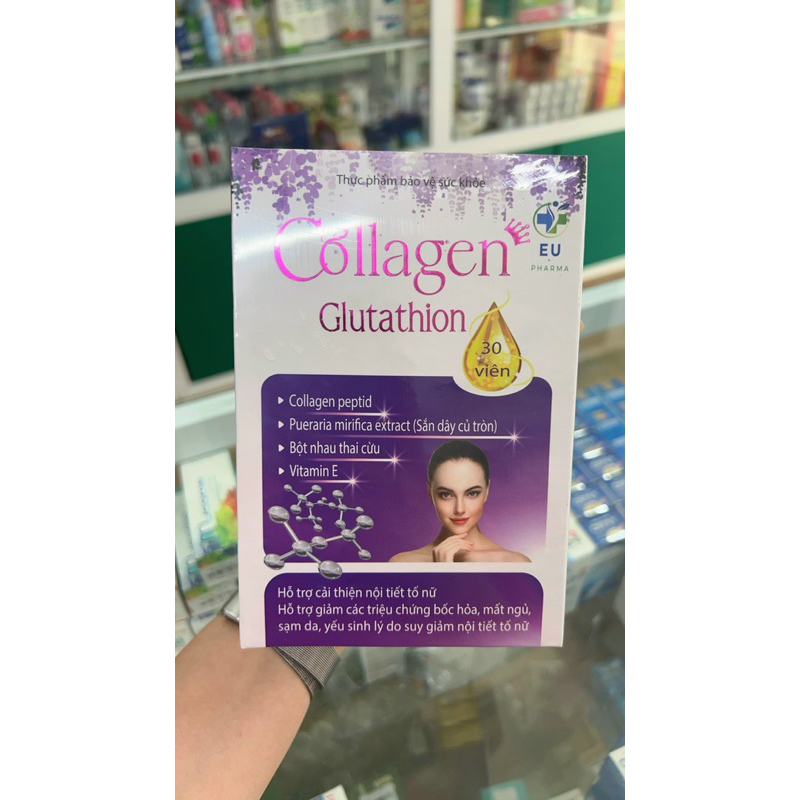 Thực phẩm bảo vệ sức khỏe
Collagen
Glutathion
EU
PHARMA
30
viên
Collagen peptid
Pueraria mirifica extract (Sắn dây củ tròn)
Bột nhau thai cừu
Vitamin E
Hỗ trợ cải thiện nội tiết tố nữ
Hỗ trợ giảm các triệu chứng bốc hỏa, mất ngủ,
sạm da, yếu sinh lý do suy giảm nội tiết tố nữ